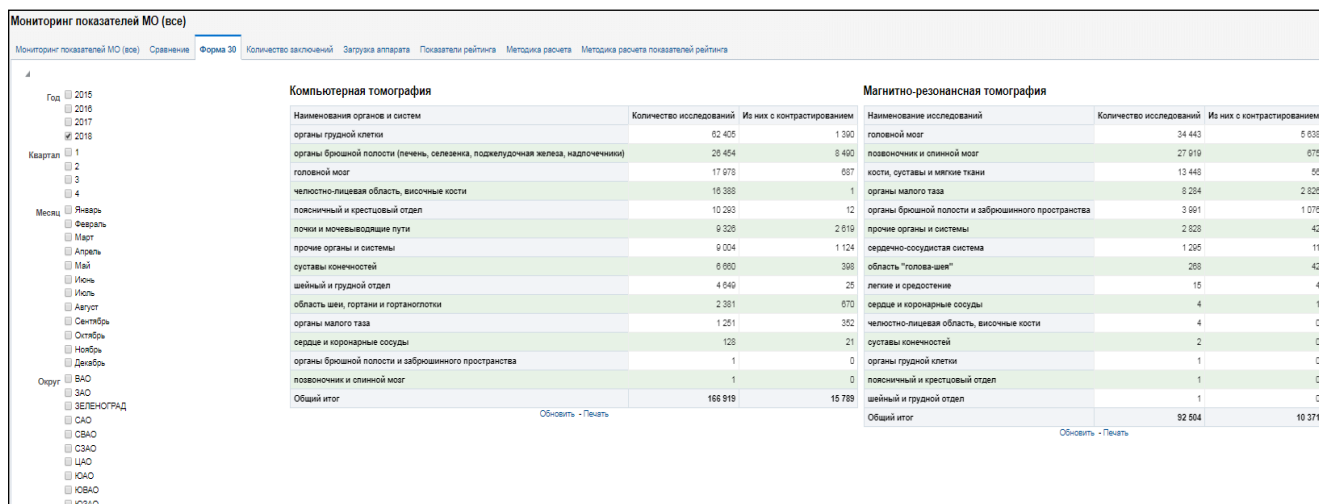 Мониторинг показателей МО (все)
Мониторинг показателей МО (все) Сравнение Форма 30 Количество заключений Загрузка аппарата Показатели рейтинга Методика расчета Методика расчета показателей рейтинга
Год
2015
2016
2017
2018
Квартал
1
2
3
4
Месяц
Январь
Февраль
Март
Апрель
Май
Июнь
Июль
Август
Сентябрь
Октябрь
Ноябрь
Декабрь
Округ
ВАО
ЗАО
ЗЕЛЕНОГРАД
САО
СВАО
СЗАО
ЦАО
ЮАО
ЮВАО
ЮЗАО
Компьютерная томография
Наименования органов и систем Количество исследований Из них с контрастированием
органы грудной клетки 62 405 1 390
органы брюшной полости (печень, селезенка, поджелудочная железа, надпочечники) 26 454 8 490
головной мозг 17 978 687
челюстно-лицевая область, височные кости 16 388 1
поясничный и крестцовый отдел 10 293 12
почки и мочевыводящие пути 9 326 2 619
прочие органы и системы 9 004 1 124
суставы конечностей 6 660 398
шейный и грудной отдел 4 649 25
область шеи, гортани и гортаноглотки 2 381 670
органы малого таза 1 251 352
сердце и коронарные сосуды 128 21
органы брюшной полости и забрюшинного пространства 1 0
позвоночник и спинной мозг 1 0
Общий итог 166 919 15 789
Обновить - Печать
Магнитно-резонансная томография
Наименование исследований Количество исследований Из них с контрастированием
головной мозг 34 443 5 638
позвоночник и спинной мозг 27 919 675
кости, суставы и мягкие ткани 13 448 56
органы малого таза 8 284 2 826
органы брюшной полости и забрюшинного пространства 3 991 1 076
прочие органы и системы 2 828 42
сердечно-сосудистая система 1 295 11
область "голова-шея" 268 42
легкие и средостение 15 4
сердце и коронарные сосуды 4 1
челюстно-лицевая область, височные кости 4 0
суставы конечностей 2 0
органы грудной клетки 1 0
поясничный и крестцовый отдел 1 0
шейный и грудной отдел 1 0
Общий итог 92 504 10 371
Обновить - Печать